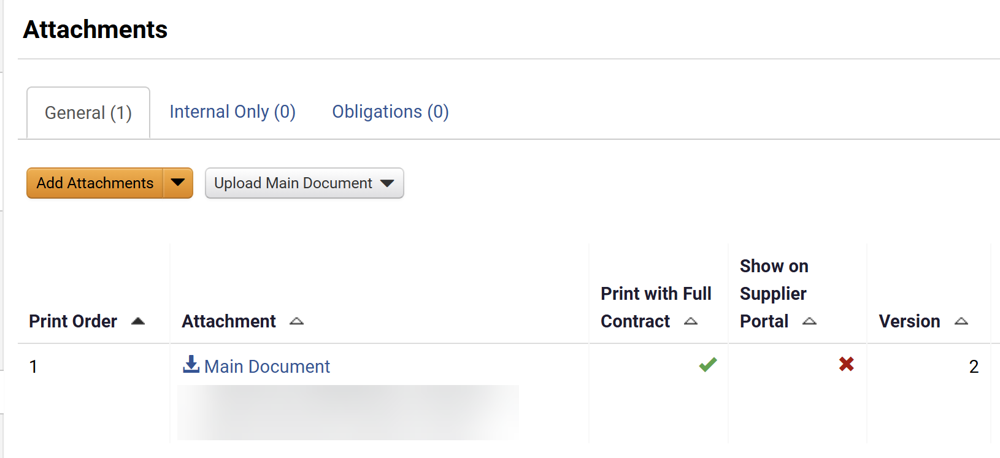 Attachments
General (1)
Internal Only (0)
Obligations (0)
Add Attachments
Upload Main Document
Print Order
Attachment
Print with Full
Contract
Show on
Supplier
Portal
Version
1
Main Document
2